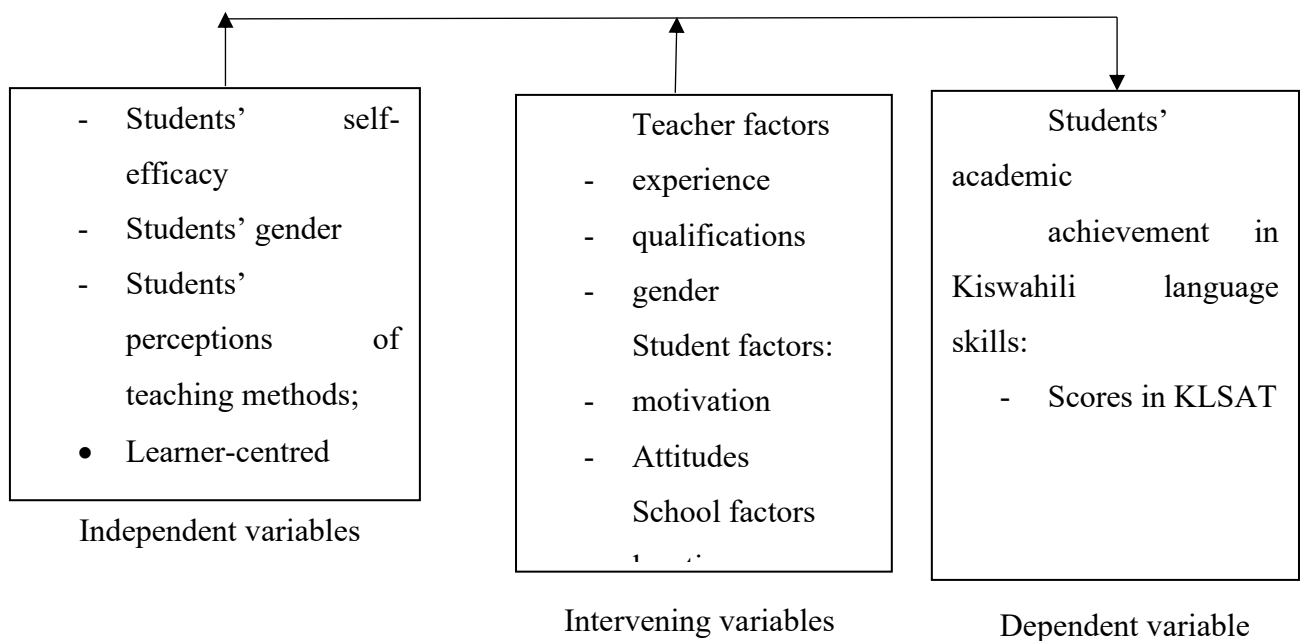 - Students’ self-
efficacy
- Students’ gender
- Students’
perceptions of
teaching methods;
• Learner-centred
Independent variables
Teacher factors
- experience
- qualifications
- gender
Student factors:
- motivation
- Attitudes
School factors
Intervening variables
Students’
academic
achievement in
Kiswahili language
skills:
- Scores in KLSAT
Dependent variable